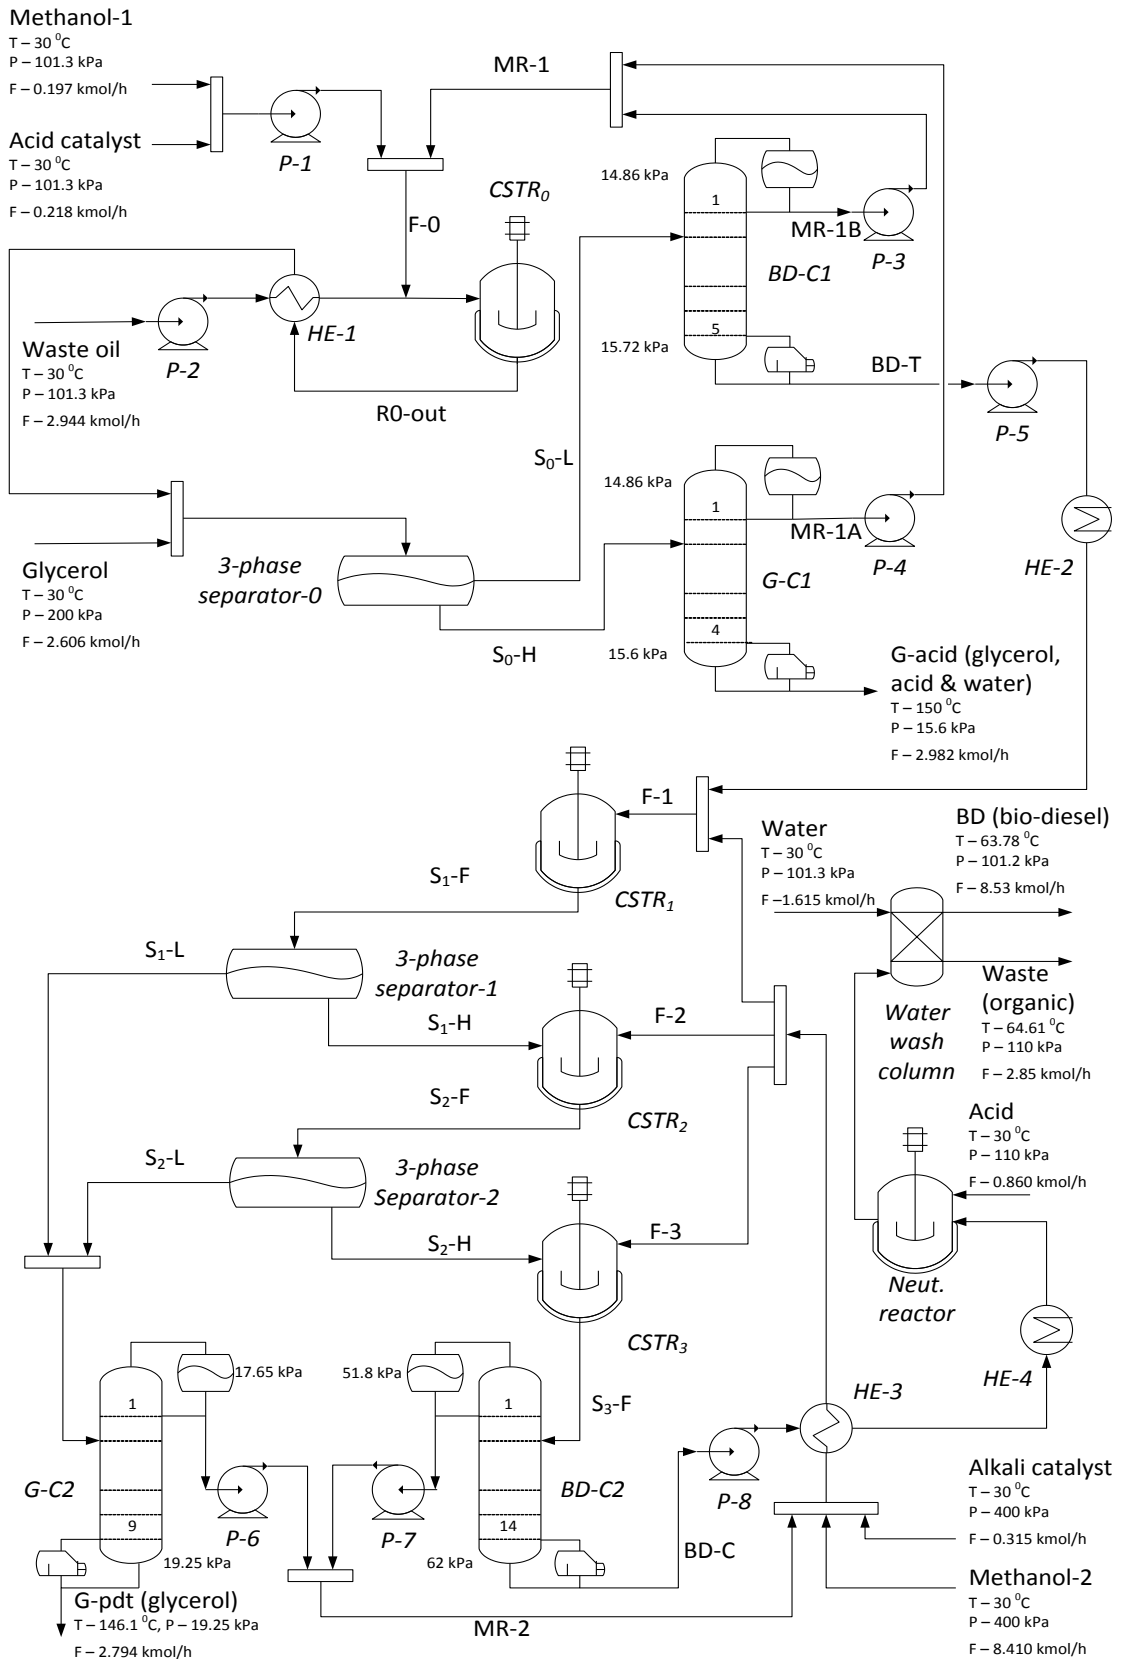 Methanol-1
T – 30 ⁰C
P – 101.3 kPa
F – 0.197 kmol/h
Acid catalyst
T – 30 ⁰C
P – 101.3 kPa
F – 0.218 kmol/h
P-1
MR-1
F-0
CSTR₀
14.86 kPa
1
MR-1B
P-3
BD-C1
5
15.72 kPa
BD-T
P-5
HE-1
P-2
Waste oil
T – 30 ⁰C
P – 101.3 kPa
F – 2.944 kmol/h
R0-out
S₀-L
14.86 kPa
1
MR-1A
P-4
G-C1
HE-2
4
15.6 kPa
Glycerol
T – 30 ⁰C
P – 200 kPa
F – 2.606 kmol/h
3-phase
separator-0
S₀-H
G-acid (glycerol,
acid & water)
T – 150 ⁰C
P – 15.6 kPa
F – 2.982 kmol/h
F-1
CSTR₁
S₁-F
S₁-L
3-phase
separator-1
S₁-H
F-2
S₂-F
CSTR₂
S₂-L
3-phase
Separator-2
S₂-H
F-3
CSTR₃
S₃-F
Water
T – 30 ⁰C
P – 101.3 kPa
F –1.615 kmol/h
BD (bio-diesel)
T – 63.78 ⁰C
P – 101.2 kPa
F – 8.53 kmol/h
Water
wash
column
Waste
(organic)
T – 64.61 ⁰C
P – 110 kPa
F – 2.85 kmol/h
Acid
T – 30 ⁰C
P – 110 kPa
F – 0.860 kmol/h
Neut.
reactor
HE-4
HE-3
17.65 kPa
1
G-C2
9
19.25 kPa
P-6
51.8 kPa
1
BD-C2
14
62 kPa
P-7
P-8
BD-C
MR-2
G-pdt (glycerol)
T – 146.1 ⁰C, P – 19.25 kPa
F – 2.794 kmol/h
Alkali catalyst
T – 30 ⁰C
P – 400 kPa
F – 0.315 kmol/h
Methanol-2
T – 30 ⁰C
P – 400 kPa
F – 8.410 kmol/h